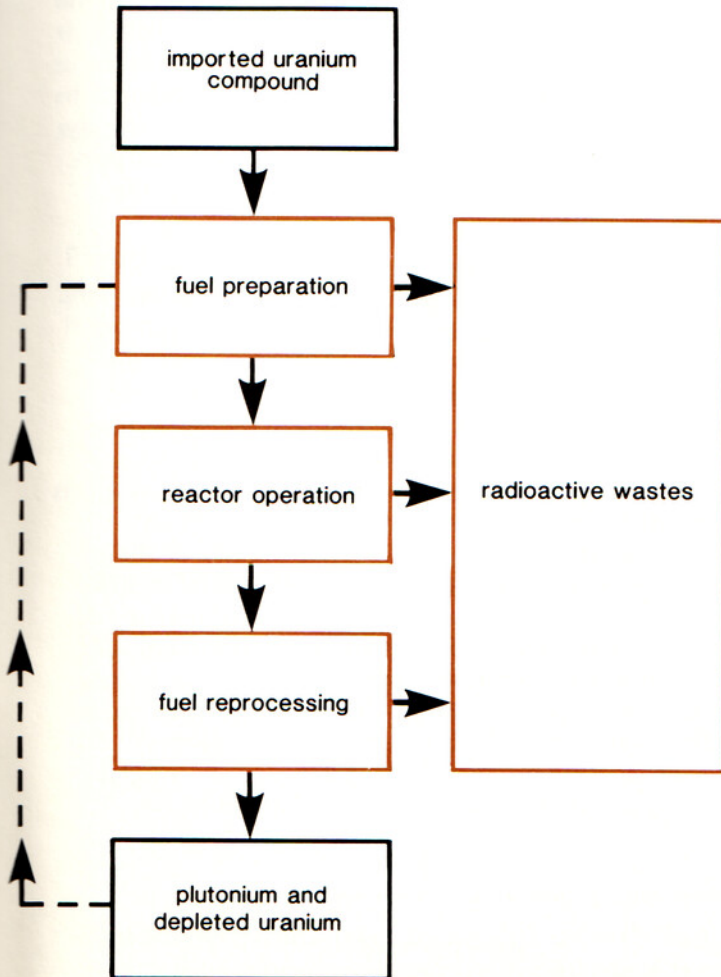 imported uranium
compound
fuel preparation
reactor operation
radioactive wastes
fuel reprocessing
plutonium and
depleted uranium